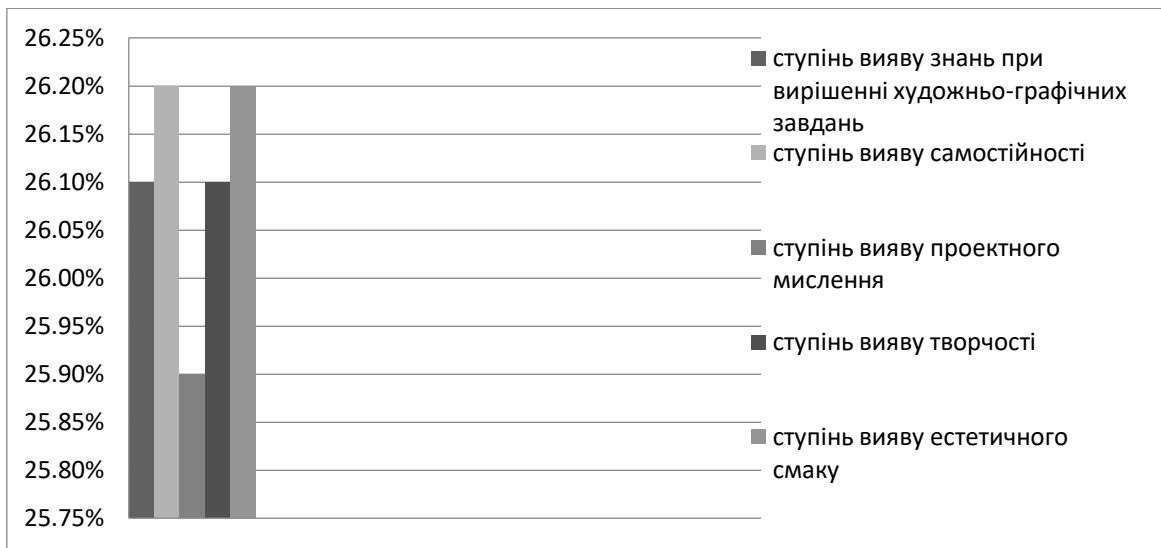 26.25%
26.20%
26.15%
26.10%
26.05%
26.00%
25.95%
25.90%
25.85%
25.80%
25.75%
ступінь вияву знань при
вирішенні художньо-графічних
завдань
ступінь вияву самостійності
ступінь вияву проектного
мислення
ступінь вияву творчості
ступінь вияву естетичного
смаку